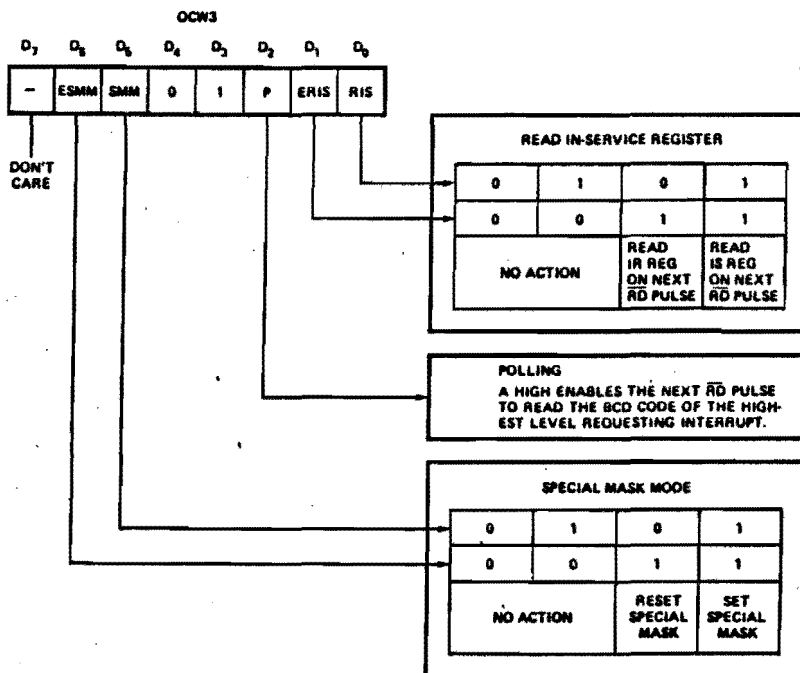 OCW3
D₇ D₆ D₅ D₄ D₃ D₂ D₁ D₀
– ESMM SMM 0 1 P ERIS RIS
DON'T
CARE
READ IN-SERVICE REGISTER
0 1 0 1
0 0 1 1
NO ACTION
READ
IR REG
ON NEXT
R̅D̅ PULSE
READ
IS REG
ON NEXT
R̅D̅ PULSE
POLLING
A HIGH ENABLES THE NEXT R̅D̅ PULSE
TO READ THE BCD CODE OF THE HIGH-
EST LEVEL REQUESTING INTERRUPT.
SPECIAL MASK MODE
0 1 0 1
0 0 1 1
NO ACTION
RESET
SPECIAL
MASK
SET
SPECIAL
MASK